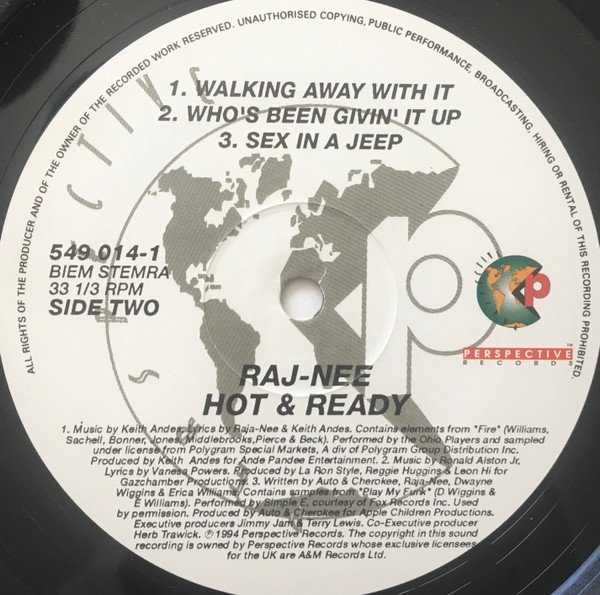 ALL RIGHTS OF THE PRODUCER AND OF THE OWNER OF THE RECORDED WORK RESERVED. UNAUTHORISED COPYING, PUBLIC PERFORMANCE, BROADCASTING, HIRING OR RENTAL OF THIS RECORDING PROHIBITED.
1. WALKING AWAY WITH IT
2. WHO'S BEEN GIVIN' IT UP
3. SEX IN A JEEP
549 014-1
BIEM STEMRA
33 1/3 RPM
SIDE TWO
P
PERSPECTIVE™
RECORDS
RAJ-NEE
HOT & READY
1. Music by Keith Andes, Lyrics by Raja-Nee & Keith Andes. Contains elements from "Fire" (Williams,
Sachell, Bonner, Jones, Middlebrooks,Pierce & Beck). Performed by the Ohio Players and sampled
under license from Polygram Special Markets, A div of Polygram Group Distribution Inc.
Produced by Keith Andes for Ande Pandee Entertainment. 2. Music by Ronald Alston Jr,
Lyrics by Vanesa Powers. Produced by La Ron Style, Reggie Huggins & Leon Hi for
Gazchamber Productions. 3. Written by Auto & Cherokee, Raja-Nee, Dwayne
Wiggins & Erica Williams. Contains samples from "Play My Funk" (D Wiggins &
E Williams). Performed by Simple E, courtesy of Fox Records Inc. Used
by permission. Produced by Auto & Cherokee for Apple Children Productions.
Executive producers Jimmy Jam & Terry Lewis. Co-Executive producer
Herb Trawick. ℗ 1994 Perspective Records. The copyright in this sound
recording is owned by Perspective Records whose exclusive licensees
for the UK are A&M Records Ltd.